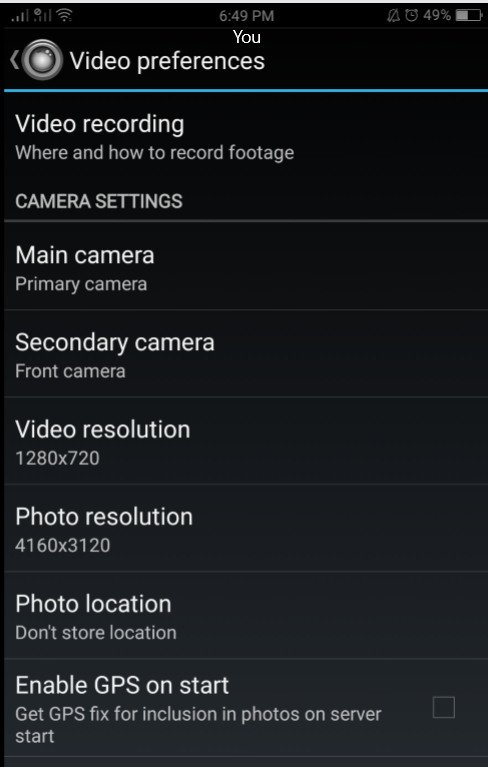 6:49 PM
49%
You
Video preferences
Video recording
Where and how to record footage
CAMERA SETTINGS
Main camera
Primary camera
Secondary camera
Front camera
Video resolution
1280x720
Photo resolution
4160x3120
Photo location
Don't store location
Enable GPS on start
Get GPS fix for inclusion in photos on server
start